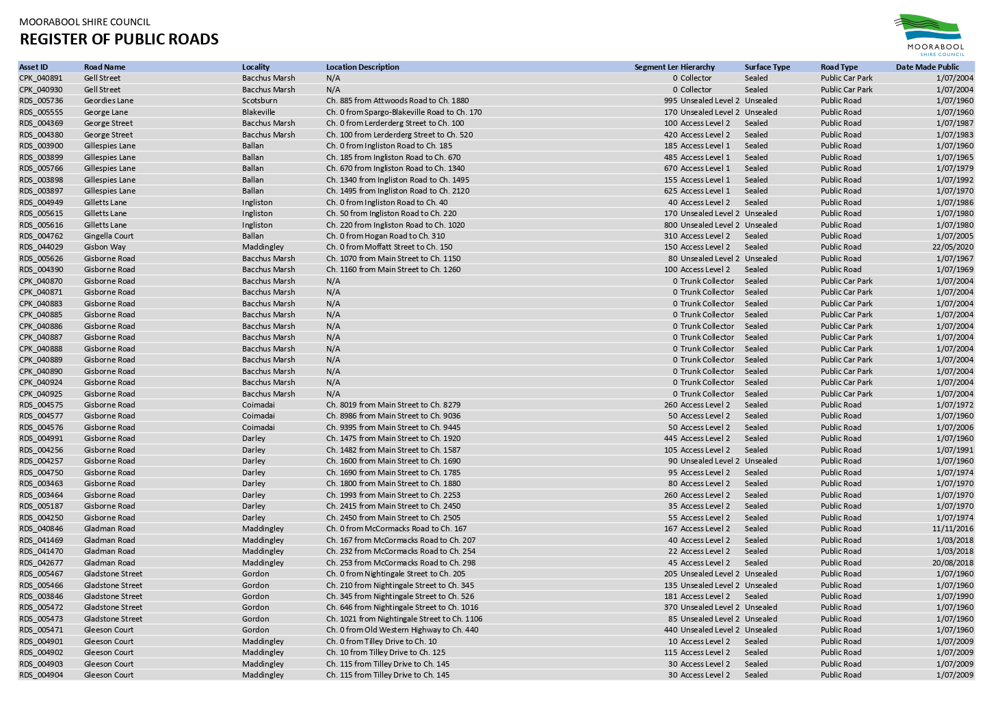 MOORABOOL SHIRE COUNCIL
REGISTER OF PUBLIC ROADS
MOORABOOL
SHIRE COUNCIL
Asset ID Road Name Locality Location Description Segment Len Hierarchy Surface Type Road Type Date Made Public
CPK_040891 Gell Street Bacchus Marsh N/A 0 Collector Sealed Public Car Park 1/07/2004
CPK_040930 Gell Street Bacchus Marsh N/A 0 Collector Sealed Public Car Park 1/07/2004
RDS_005736 Geordies Lane Scotsburn Ch. 885 from Attwoods Road to Ch. 1880 995 Unsealed Level 2 Unsealed Public Road 1/07/1960
RDS_005555 George Lane Blakeville Ch. 0 from Spargo-Blakeville Road to Ch. 170 170 Unsealed Level 2 Unsealed Public Road 1/07/1960
RDS_004369 George Street Bacchus Marsh Ch. 0 from Lerderderg Street to Ch. 100 100 Access Level 2 Sealed Public Road 1/07/1987
RDS_004380 George Street Bacchus Marsh Ch. 100 from Lerderderg Street to Ch. 520 420 Access Level 2 Sealed Public Road 1/07/1983
RDS_003900 Gillespies Lane Ballan Ch. 0 from Ingliston Road to Ch. 185 185 Access Level 1 Sealed Public Road 1/07/1960
RDS_003899 Gillespies Lane Ballan Ch. 185 from Ingliston Road to Ch. 670 485 Access Level 1 Sealed Public Road 1/07/1965
RDS_005766 Gillespies Lane Ballan Ch. 670 from Ingliston Road to Ch. 1340 670 Access Level 1 Sealed Public Road 1/07/1979
RDS_003898 Gillespies Lane Ballan Ch. 1340 from Ingliston Road to Ch. 1495 155 Access Level 1 Sealed Public Road 1/07/1992
RDS_003897 Gillespies Lane Ballan Ch. 1495 from Ingliston Road to Ch. 2120 625 Access Level 1 Sealed Public Road 1/07/1970
RDS_004949 Gilletts Lane Ingliston Ch. 0 from Ingliston Road to Ch. 40 40 Access Level 2 Sealed Public Road 1/07/1986
RDS_005615 Gilletts Lane Ingliston Ch. 50 from Ingliston Road to Ch. 220 170 Unsealed Level 2 Unsealed Public Road 1/07/1980
RDS_005616 Gilletts Lane Ingliston Ch. 220 from Ingliston Road to Ch. 1020 800 Unsealed Level 2 Unsealed Public Road 1/07/1980
RDS_004762 Gingella Court Ballan Ch. 0 from Hogan Road to Ch. 310 310 Access Level 2 Sealed Public Road 1/07/2005
RDS_044029 Gisbon Way Maddingley Ch. 0 from Moffatt Street to Ch. 150 150 Access Level 2 Sealed Public Road 22/05/2020
RDS_005626 Gisborne Road Bacchus Marsh Ch. 1070 from Main Street to Ch. 1150 80 Unsealed Level 2 Unsealed Public Road 1/07/1967
RDS_004390 Gisborne Road Bacchus Marsh Ch. 1160 from Main Street to Ch. 1260 100 Access Level 2 Sealed Public Road 1/07/1969
CPK_040870 Gisborne Road Bacchus Marsh N/A 0 Trunk Collector Sealed Public Car Park 1/07/2004
CPK_040871 Gisborne Road Bacchus Marsh N/A 0 Trunk Collector Sealed Public Car Park 1/07/2004
CPK_040883 Gisborne Road Bacchus Marsh N/A 0 Trunk Collector Sealed Public Car Park 1/07/2004
CPK_040885 Gisborne Road Bacchus Marsh N/A 0 Trunk Collector Sealed Public Car Park 1/07/2004
CPK_040886 Gisborne Road Bacchus Marsh N/A 0 Trunk Collector Sealed Public Car Park 1/07/2004
CPK_040887 Gisborne Road Bacchus Marsh N/A 0 Trunk Collector Sealed Public Car Park 1/07/2004
CPK_040888 Gisborne Road Bacchus Marsh N/A 0 Trunk Collector Sealed Public Car Park 1/07/2004
CPK_040889 Gisborne Road Bacchus Marsh N/A 0 Trunk Collector Sealed Public Car Park 1/07/2004
CPK_040890 Gisborne Road Bacchus Marsh N/A 0 Trunk Collector Sealed Public Car Park 1/07/2004
CPK_040924 Gisborne Road Bacchus Marsh N/A 0 Trunk Collector Sealed Public Car Park 1/07/2004
CPK_040925 Gisborne Road Bacchus Marsh N/A 0 Trunk Collector Sealed Public Car Park 1/07/2004
RDS_004575 Gisborne Road Coimadai Ch. 8019 from Main Street to Ch. 8279 260 Access Level 2 Sealed Public Road 1/07/1972
RDS_004577 Gisborne Road Coimadai Ch. 8986 from Main Street to Ch. 9036 50 Access Level 2 Sealed Public Road 1/07/1960
RDS_004576 Gisborne Road Coimadai Ch. 9395 from Main Street to Ch. 9445 50 Access Level 2 Sealed Public Road 1/07/2006
RDS_004991 Gisborne Road Darley Ch. 1475 from Main Street to Ch. 1920 445 Access Level 2 Sealed Public Road 1/07/1960
RDS_004256 Gisborne Road Darley Ch. 1482 from Main Street to Ch. 1587 105 Access Level 2 Sealed Public Road 1/07/1991
RDS_004257 Gisborne Road Darley Ch. 1600 from Main Street to Ch. 1690 90 Unsealed Level 2 Unsealed Public Road 1/07/1960
RDS_004750 Gisborne Road Darley Ch. 1690 from Main Street to Ch. 1785 95 Access Level 2 Sealed Public Road 1/07/1974
RDS_003463 Gisborne Road Darley Ch. 1800 from Main Street to Ch. 1880 80 Access Level 2 Sealed Public Road 1/07/1970
RDS_003464 Gisborne Road Darley Ch. 1993 from Main Street to Ch. 2253 260 Access Level 2 Sealed Public Road 1/07/1970
RDS_005187 Gisborne Road Darley Ch. 2415 from Main Street to Ch. 2450 35 Access Level 2 Sealed Public Road 1/07/1970
RDS_004250 Gisborne Road Darley Ch. 2450 from Main Street to Ch. 2505 55 Access Level 2 Sealed Public Road 1/07/1974
RDS_040846 Gladman Road Maddingley Ch. 0 from McCormacks Road to Ch. 167 167 Access Level 2 Sealed Public Road 11/11/2016
RDS_041469 Gladman Road Maddingley Ch. 167 from McCormacks Road to Ch. 207 40 Access Level 2 Sealed Public Road 1/03/2018
RDS_041470 Gladman Road Maddingley Ch. 232 from McCormacks Road to Ch. 254 22 Access Level 2 Sealed Public Road 1/03/2018
RDS_042677 Gladman Road Maddingley Ch. 253 from McCormacks Road to Ch. 298 45 Access Level 2 Sealed Public Road 20/08/2018
RDS_005467 Gladstone Street Gordon Ch. 0 from Nightingale Street to Ch. 205 205 Unsealed Level 2 Unsealed Public Road 1/07/1960
RDS_005466 Gladstone Street Gordon Ch. 210 from Nightingale Street to Ch. 345 135 Unsealed Level 2 Unsealed Public Road 1/07/1960
RDS_003846 Gladstone Street Gordon Ch. 345 from Nightingale Street to Ch. 526 181 Access Level 2 Sealed Public Road 1/07/1990
RDS_005472 Gladstone Street Gordon Ch. 646 from Nightingale Street to Ch. 1016 370 Unsealed Level 2 Unsealed Public Road 1/07/1960
RDS_005473 Gladstone Street Gordon Ch. 1021 from Nightingale Street to Ch. 1106 85 Unsealed Level 2 Unsealed Public Road 1/07/1960
RDS_005471 Gleeson Court Gordon Ch. 0 from Old Western Highway to Ch. 440 440 Unsealed Level 2 Unsealed Public Road 1/07/1960
RDS_004901 Gleeson Court Maddingley Ch. 0 from Tilley Drive to Ch. 10 10 Access Level 2 Sealed Public Road 1/07/2009
RDS_004902 Gleeson Court Maddingley Ch. 10 from Tilley Drive to Ch. 125 115 Access Level 2 Sealed Public Road 1/07/2009
RDS_004903 Gleeson Court Maddingley Ch. 115 from Tilley Drive to Ch. 145 30 Access Level 2 Sealed Public Road 1/07/2009
RDS_004904 Gleeson Court Maddingley Ch. 115 from Tilley Drive to Ch. 145 30 Access Level 2 Sealed Public Road 1/07/2009